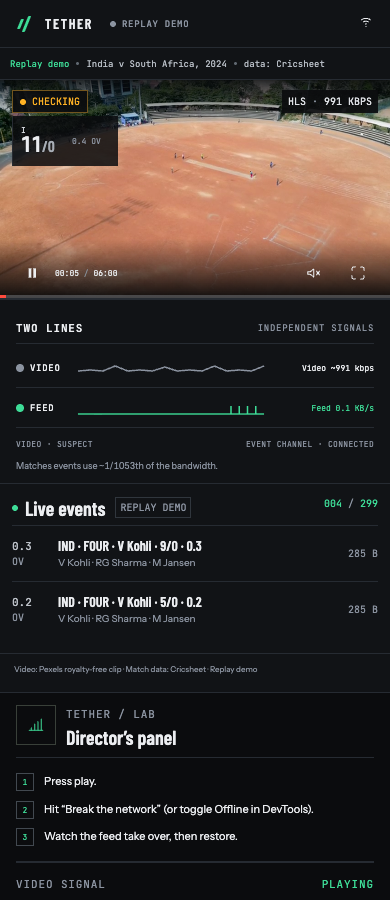 TETHER
REPLAY DEMO
Replay demo • India v South Africa, 2024 • data: Cricsheet
CHECKING
HLS · 991 KBPS
I
11/0 0.4 OV
00:05 / 06:00
TWO LINES
INDEPENDENT SIGNALS
VIDEO
Video ~991 kbps
FEED
Feed 0.1 KB/s
VIDEO · SUSPECT
EVENT CHANNEL · CONNECTED
Matches events use ~1/1053th of the bandwidth.
Live events
REPLAY DEMO
004 / 299
0.3 OV
IND · FOUR · V Kohli · 9/0 · 0.3
V Kohli · RG Sharma · M Jansen
285 B
0.2 OV
IND · FOUR · V Kohli · 5/0 · 0.2
V Kohli · RG Sharma · M Jansen
285 B
Video: Pexels royalty-free clip · Match data: Cricsheet · Replay demo
TETHER / LAB
Director's panel
1 Press play.
2 Hit “Break the network” (or toggle Offline in DevTools).
3 Watch the feed take over, then restore.
VIDEO SIGNAL
PLAYING